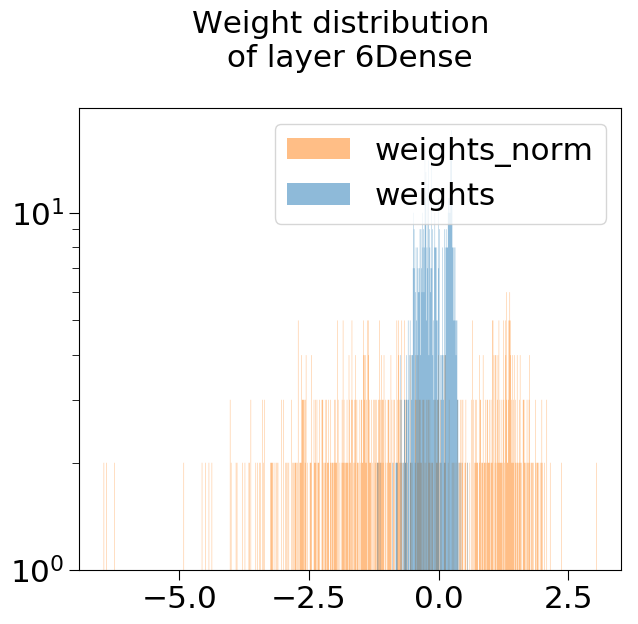 Weight distribution
of layer 6Dense
weights_norm
weights
10¹
10⁰
−5.0
−2.5
0.0
2.5